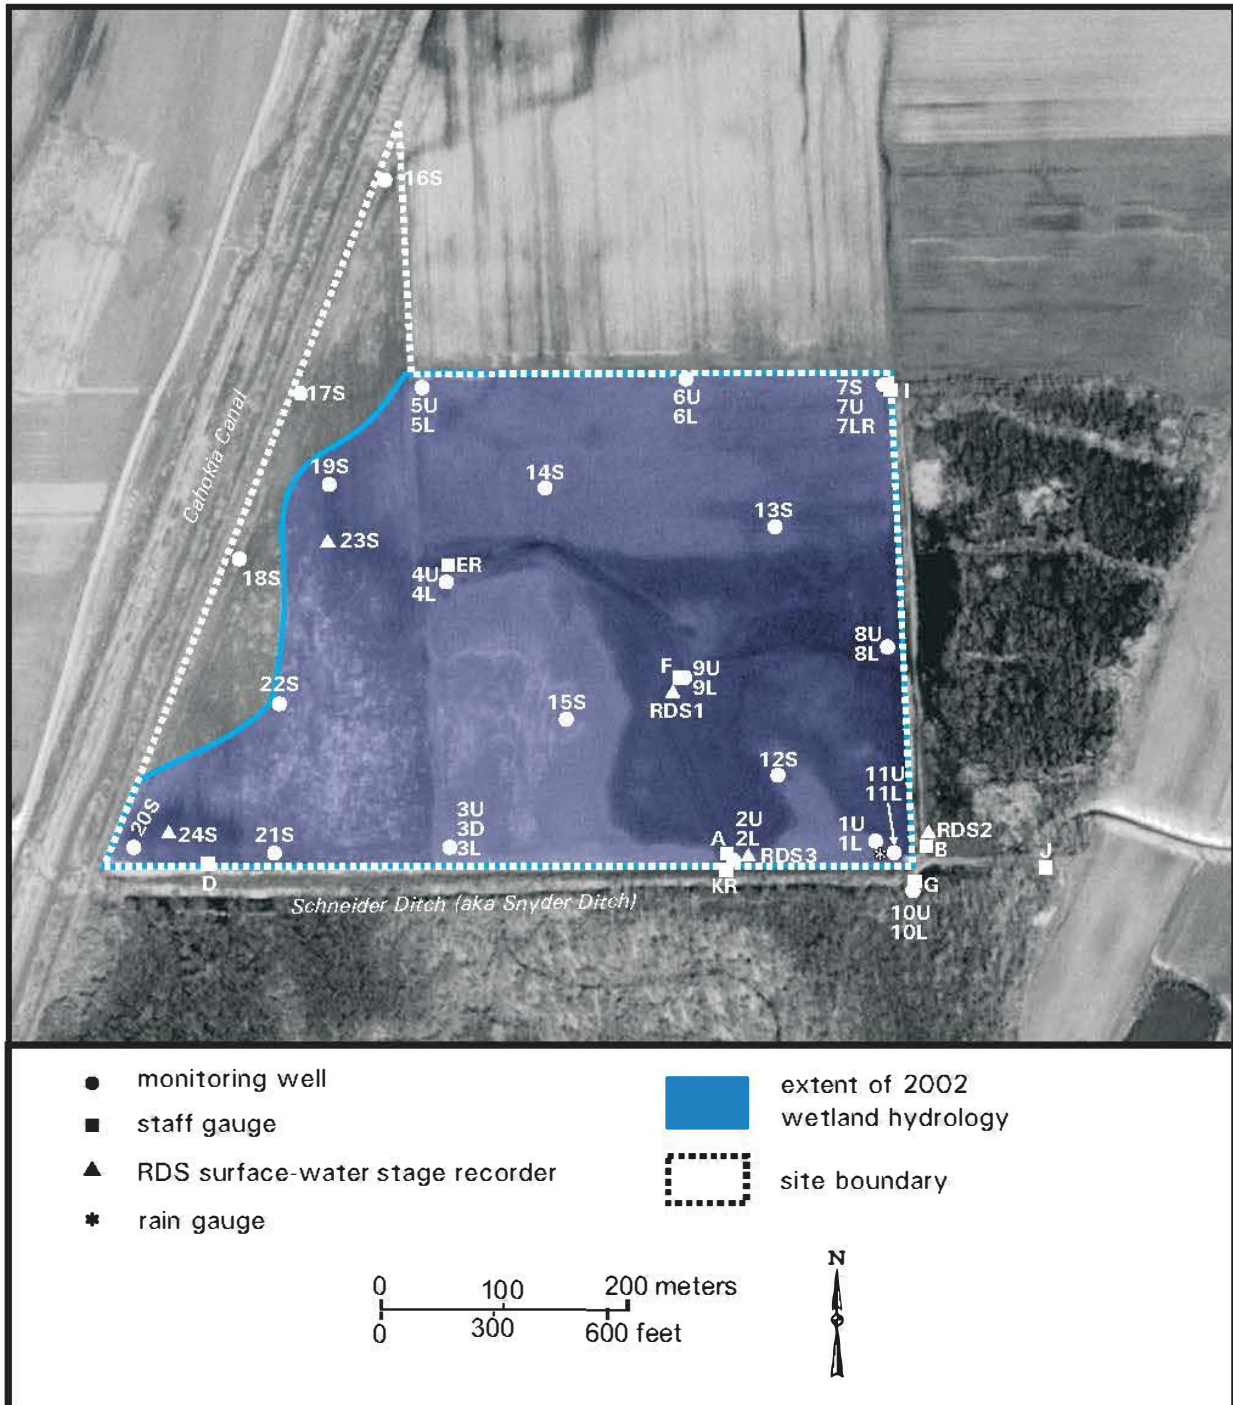 16S
17S
Cahokia Canal
5U
5L
6U
6L
7S
7U
7LR
I
19S
14S
13S
23S
18S
ER
4U
4L
8U
8L
F
9U
9L
RDS1
22S
15S
12S
11U
11L
20S
24S
21S
3U
3D
3L
2U
2L
A
RDS3
1U
1L
RDS2
B
J
D
KR
G
Schneider Ditch (aka Snyder Ditch)
10U
10L
monitoring well
staff gauge
RDS surface-water stage recorder
rain gauge
extent of 2002
wetland hydrology
site boundary
0 100 200 meters
0 300 600 feet
N